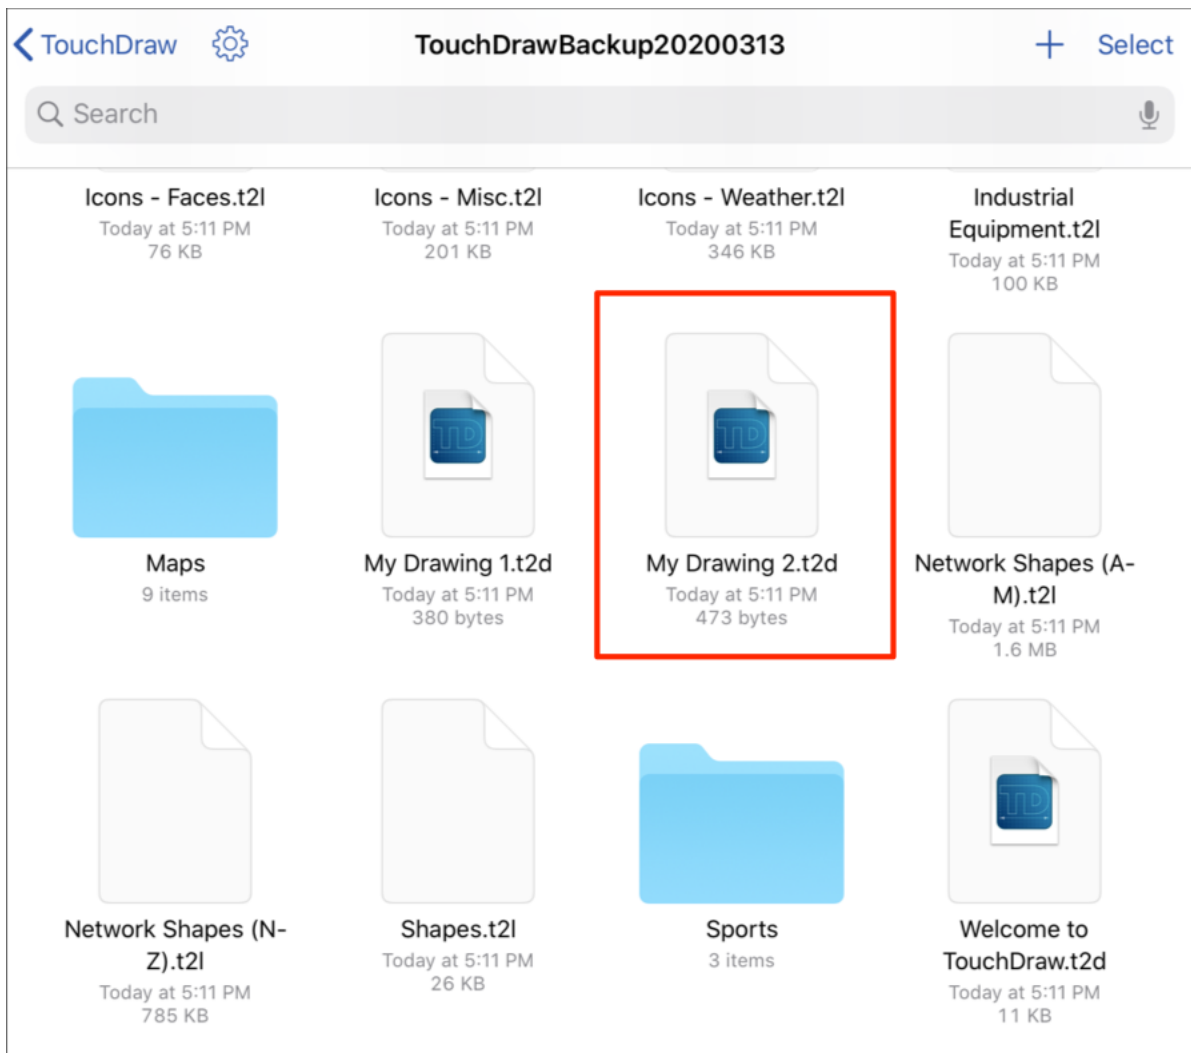 TouchDraw
TouchDrawBackup20200313
Select
Search
Icons - Faces.t2l
Today at 5:11 PM
76 KB
Icons - Misc.t2l
Today at 5:11 PM
201 KB
Icons - Weather.t2l
Today at 5:11 PM
346 KB
Industrial
Equipment.t2l
Today at 5:11 PM
100 KB
TD
TD
Maps
9 items
My Drawing 1.t2d
Today at 5:11 PM
380 bytes
My Drawing 2.t2d
Today at 5:11 PM
473 bytes
Network Shapes (A-
M).t2l
Today at 5:11 PM
1.6 MB
TD
Network Shapes (N-
Z).t2l
Today at 5:11 PM
785 KB
Shapes.t2l
Today at 5:11 PM
26 KB
Sports
3 items
Welcome to
TouchDraw.t2d
Today at 5:11 PM
11 KB